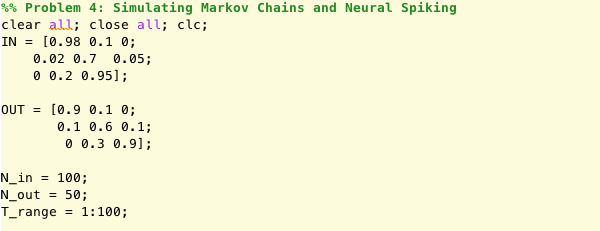 %% Problem 4: Simulating Markov Chains and Neural Spiking
clear all; close all; clc;
IN = [0.98 0.1 0;
    0.02 0.7  0.05;
    0 0.2 0.95];

OUT = [0.9 0.1 0;
       0.1 0.6 0.1;
        0 0.3 0.9];

N_in = 100;
N_out = 50;
T_range = 1:100;